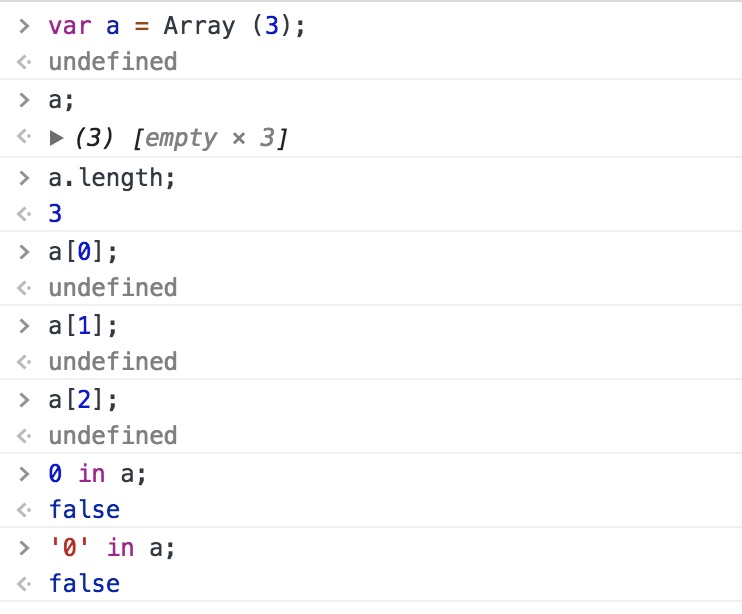 > var a = Array (3);
<· undefined
> a;
<· ▶ (3) [empty × 3]
> a.length;
<· 3
> a[0];
<· undefined
> a[1];
<· undefined
> a[2];
<· undefined
> 0 in a;
<· false
> '0' in a;
<· false